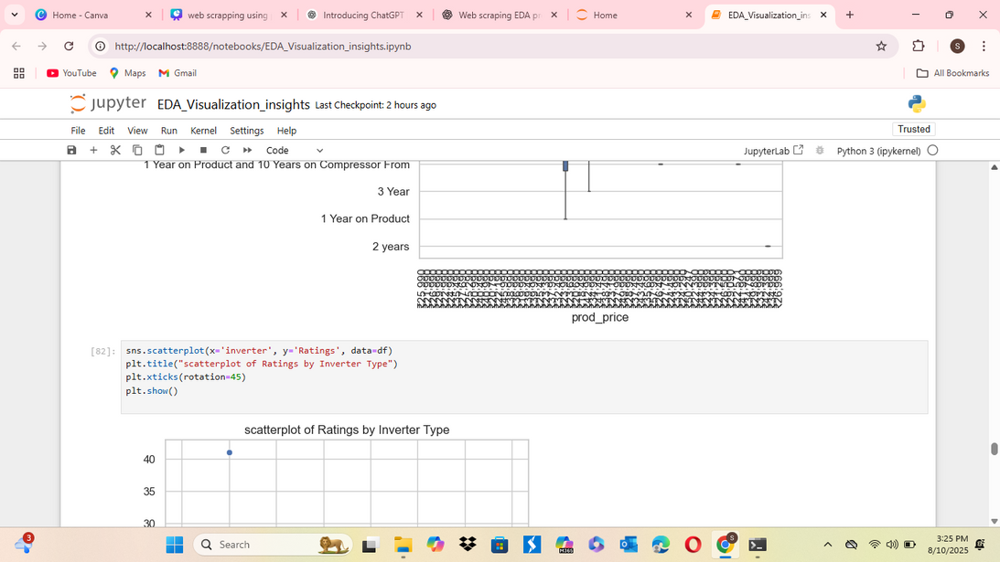 Home - Canva
web scrapping using
Introducing ChatGPT
Web scraping EDA pr
Home
EDA_Visualization_ins
http://localhost:8888/notebooks/EDA_Visualization_insights.ipynb
S
YouTube
Maps
Gmail
All Bookmarks
jupyter
EDA_Visualization_insights
Last Checkpoint: 2 hours ago
File Edit View Run Kernel Settings Help
Trusted
Code
JupyterLab
Python 3 (ipykernel)
1 Year on Product and 10 Years on Compressor From
3 Year
1 Year on Product
2 years
prod_price
[82]:
sns.scatterplot(x='inverter', y='Ratings', data=df)
plt.title("scatterplot of Ratings by Inverter Type")
plt.xticks(rotation=45)
plt.show()
scatterplot of Ratings by Inverter Type
40
35
30
3
Search
M365
S
3:25 PM
8/10/2025